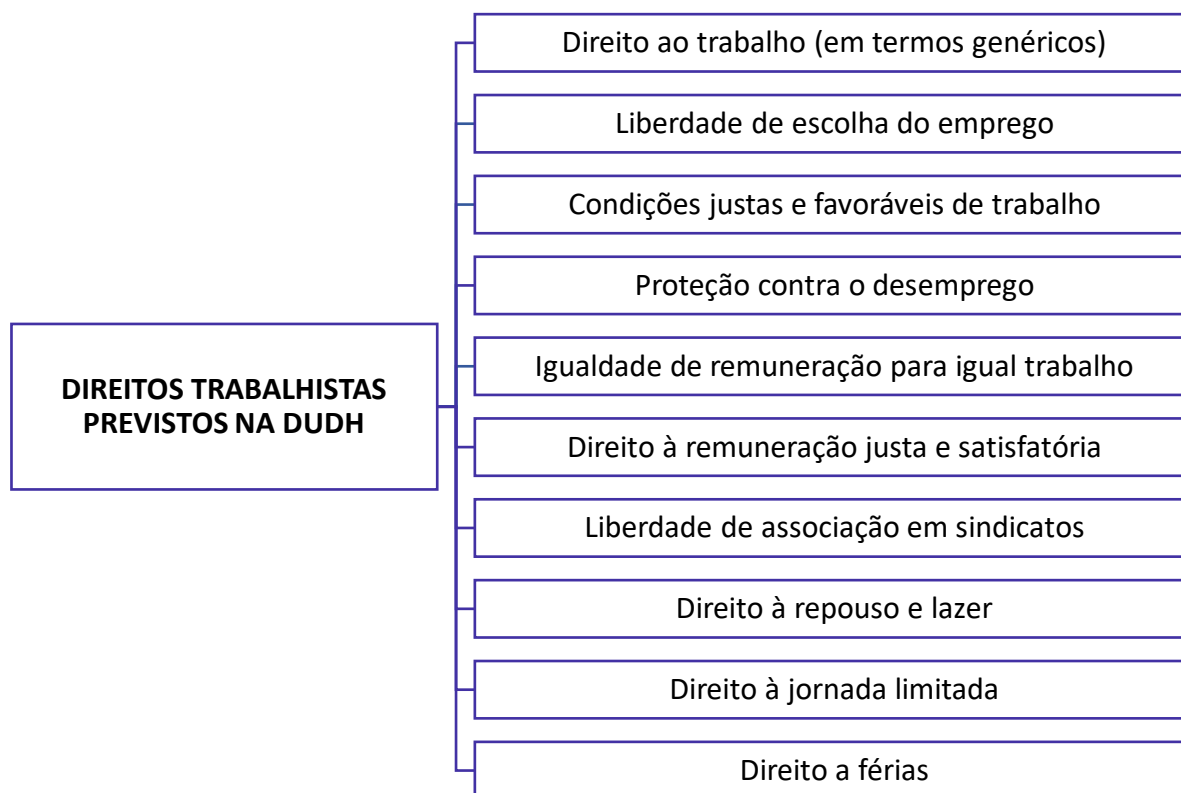 Direito ao trabalho (em termos genéricos)
Liberdade de escolha do emprego
Condições justas e favoráveis de trabalho
Proteção contra o desemprego
Igualdade de remuneração para igual trabalho
DIREITOS TRABALHISTAS
PREVISTOS NA DUDH
Direito à remuneração justa e satisfatória
Liberdade de associação em sindicatos
Direito à repouso e lazer
Direito à jornada limitada
Direito a férias